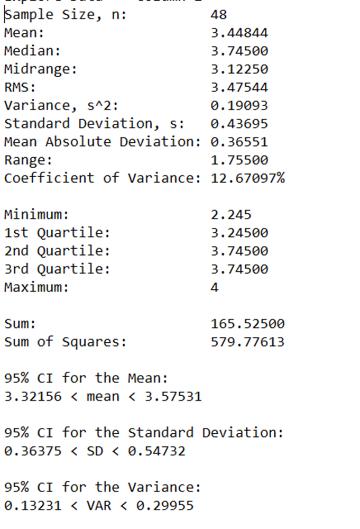 Sample Size, n: 48
Mean: 3.44844
Median: 3.74500
Midrange: 3.12250
RMS: 3.47544
Variance, s^2: 0.19093
Standard Deviation, s: 0.43695
Mean Absolute Deviation: 0.36551
Range: 1.75500
Coefficient of Variance: 12.67097%
Minimum: 2.245
1st Quartile: 3.24500
2nd Quartile: 3.74500
3rd Quartile: 3.74500
Maximum: 4
Sum: 165.52500
Sum of Squares: 579.77613
95% CI for the Mean:
3.32156 < mean < 3.57531
95% CI for the Standard Deviation:
0.36375 < SD < 0.54732
95% CI for the Variance:
0.13231 < VAR < 0.29955